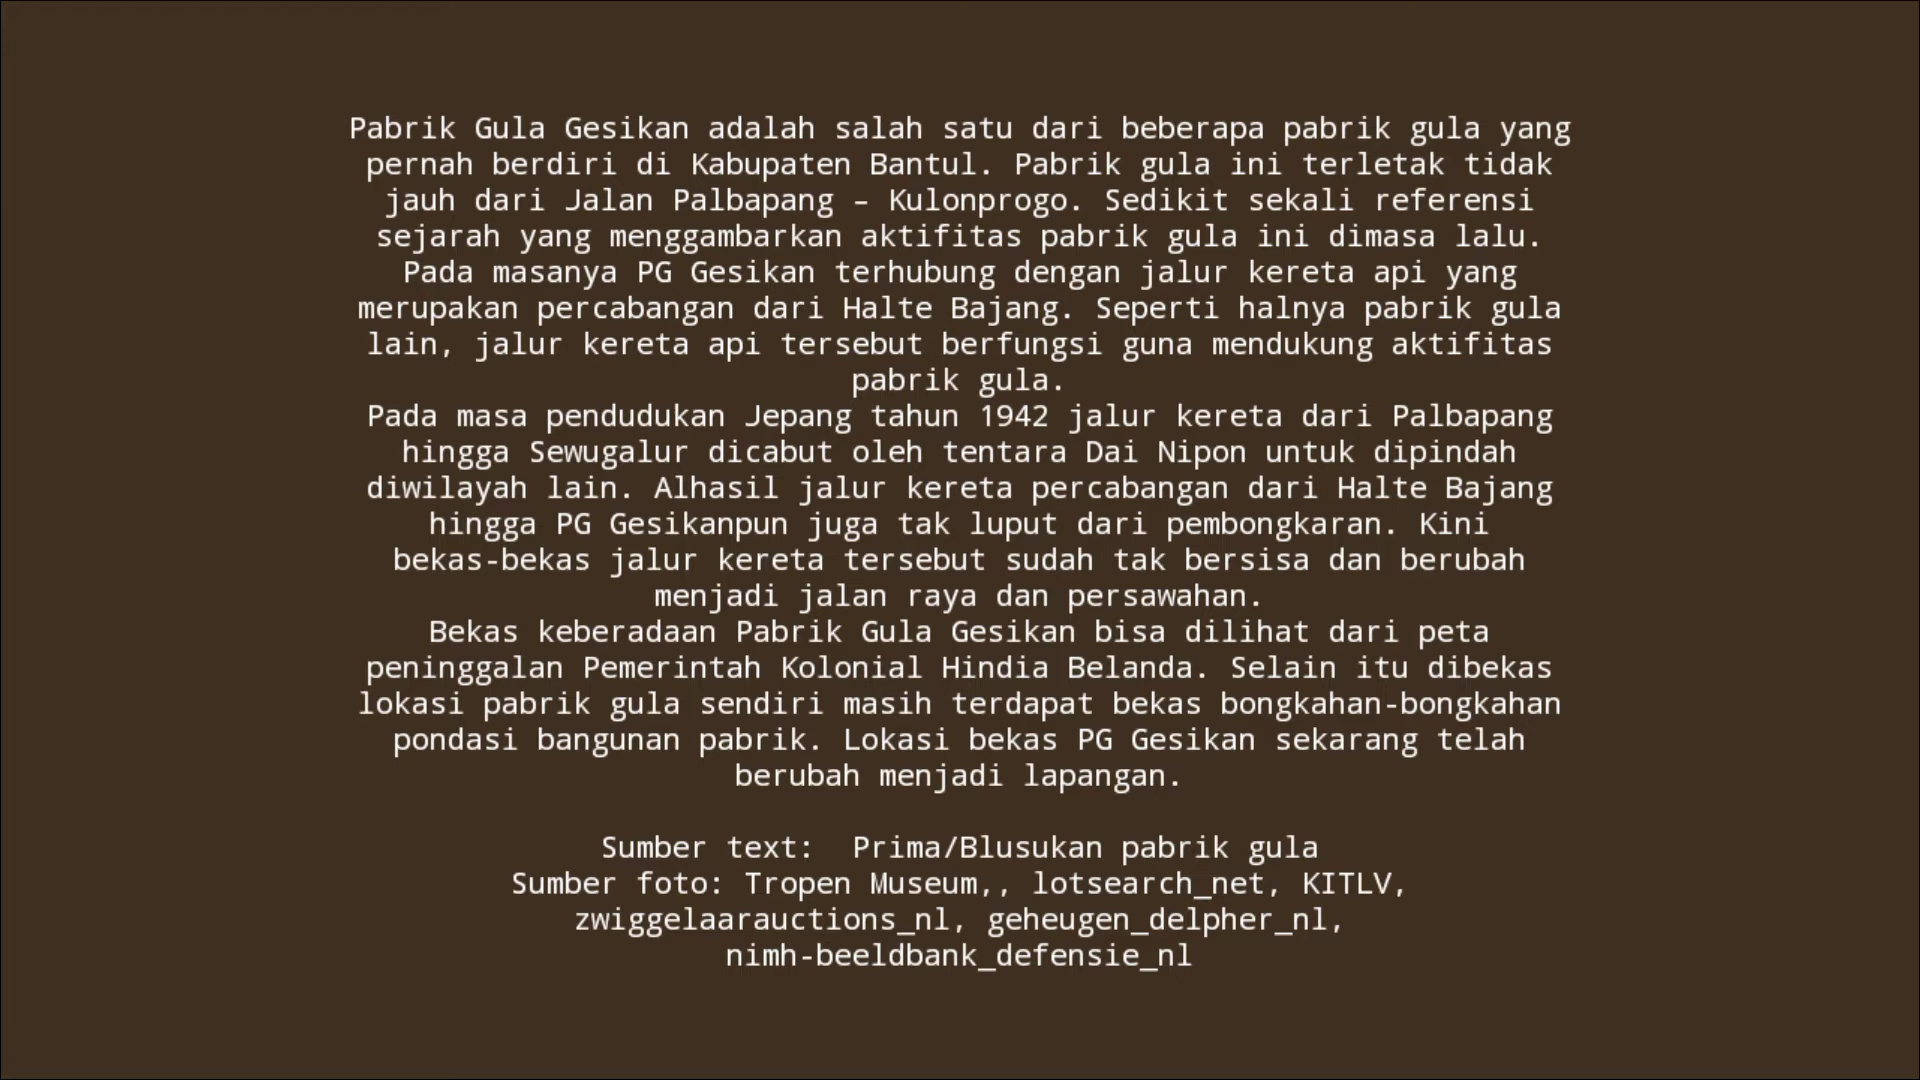 Pabrik Gula Gesikan adalah salah satu dari beberapa pabrik gula yang
pernah berdiri di Kabupaten Bantul. Pabrik gula ini terletak tidak
jauh dari Jalan Palbapang – Kulonprogo. Sedikit sekali referensi
sejarah yang menggambarkan aktifitas pabrik gula ini dimasa lalu.
Pada masanya PG Gesikan terhubung dengan jalur kereta api yang
merupakan percabangan dari Halte Bajang. Seperti halnya pabrik gula
lain, jalur kereta api tersebut berfungsi guna mendukung aktifitas
pabrik gula.
Pada masa pendudukan Jepang tahun 1942 jalur kereta dari Palbapang
hingga Sewugalur dicabut oleh tentara Dai Nipon untuk dipindah
diwilayah lain. Alhasil jalur kereta percabangan dari Halte Bajang
hingga PG Gesikanpun juga tak luput dari pembongkaran. Kini
bekas-bekas jalur kereta tersebut sudah tak bersisa dan berubah
menjadi jalan raya dan persawahan.
Bekas keberadaan Pabrik Gula Gesikan bisa dilihat dari peta
peninggalan Pemerintah Kolonial Hindia Belanda. Selain itu dibekas
lokasi pabrik gula sendiri masih terdapat bekas bongkahan-bongkahan
pondasi bangunan pabrik. Lokasi bekas PG Gesikan sekarang telah
berubah menjadi lapangan.
Sumber text:  Prima/Blusukan pabrik gula
Sumber foto: Tropen Museum,, lotsearch_net, KITLV,
zwiggelaarauctions_nl, geheugen_delpher_nl,
nimh-beeldbank_defensie_nl